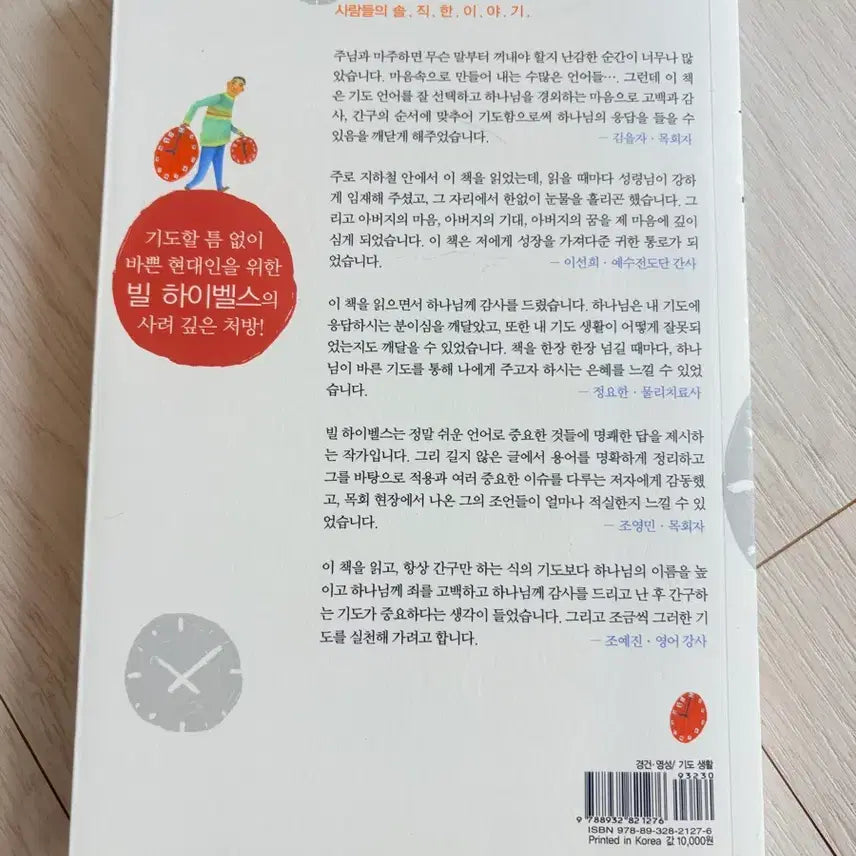 사람들의 솔.직.한.이.야.기.
주님과 마주하면 무슨 말부터 꺼내야 할지 난감한 순간이 너무나 많
았습니다. 마음속으로 만들어 내는 수많은 언어들…. 그런데 이 책
은 기도 언어를 잘 선택하고 하나님을 경외하는 마음으로 고백과 감
사, 간구의 순서에 맞추어 기도함으로써 하나님의 응답을 들을 수
있음을 깨닫게 해주었습니다. – 김을자·목회자
주로 지하철 안에서 이 책을 읽었는데, 읽을 때마다 성령님이 강하
게 임재해 주셨고, 그 자리에서 한없이 눈물을 흘리곤 했습니다. 그
리고 아버지의 마음, 아버지의 기대, 아버지의 꿈을 제 마음에 깊이
심게 되었습니다. 이 책은 저에게 성장을 가져다준 귀한 통로가 되
었습니다. – 이선희·예수전도단 간사
기도할 틈 없이
바쁜 현대인을 위한
빌 하이벨스의
사려 깊은 처방!
이 책을 읽으면서 하나님께 감사를 드렸습니다. 하나님은 내 기도에
응답하시는 분이심을 깨달았고, 또한 내 기도 생활이 어떻게 잘못되
었는지도 깨달을 수 있었습니다. 책을 한장 한장 넘길 때마다, 하나
님이 바른 기도를 통해 나에게 주고자 하시는 은혜를 느낄 수 있었
습니다. – 정요한·물리치료사
빌 하이벨스는 정말 쉬운 언어로 중요한 것들에 명쾌한 답을 제시하
는 작가입니다. 그리 길지 않은 글에서 용어를 명확하게 정리하고
그를 바탕으로 적용과 여러 중요한 이슈를 다루는 저자에게 감동했
고, 목회 현장에서 나온 그의 조언들이 얼마나 적실한지 느낄 수 있
었습니다. – 조영민·목회자
이 책을 읽고, 항상 간구만 하는 식의 기도보다 하나님의 이름을 높
이고 하나님께 죄를 고백하고 하나님께 감사를 드리고 난 후 간구하
는 기도가 중요하다는 생각이 들었습니다. 그리고 조금씩 그러한 기
도를 실천해 가려고 합니다. – 조예진·영어 강사
경건·영성/ 기도 생활
93230
9 788932 821276
ISBN 978-89-328-2127-6
Printed in Korea 값 10,000원